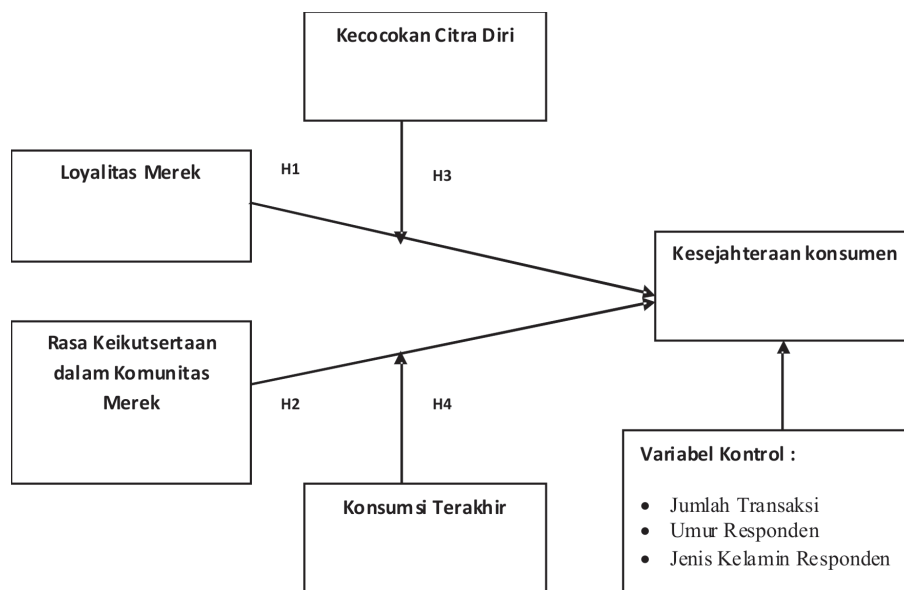 Kecocokan Citra Diri
Loyalitas Merek
H1
H3
Kesejahteraan konsumen
Rasa Keikutsertaan
dalam Komunitas
Merek
H2
H4
Konsumsi Terakhir
Variabel Kontrol :
• Jumlah Transaksi
• Umur Responden
• Jenis Kelamin Responden